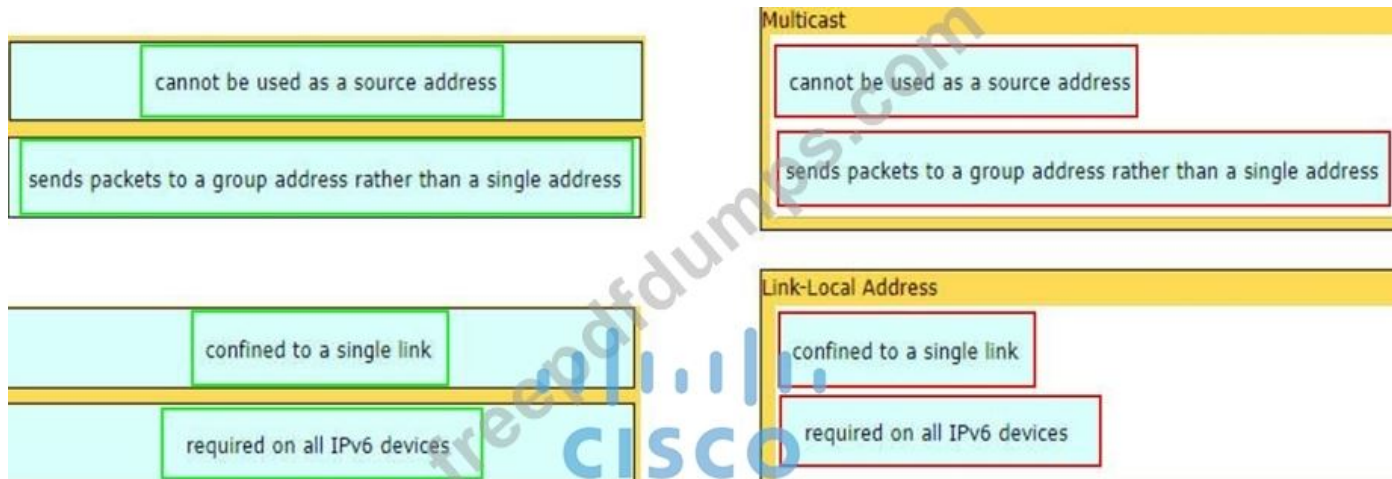 Multicast
cannot be used as a source address
cannot be used as a source address
sends packets to a group address rather than a single address
sends packets to a group address rather than a single address
freepdfdumps.com
Link-Local Address
confined to a single link
confined to a single link
required on all IPv6 devices
required on all IPv6 devices
CISCO